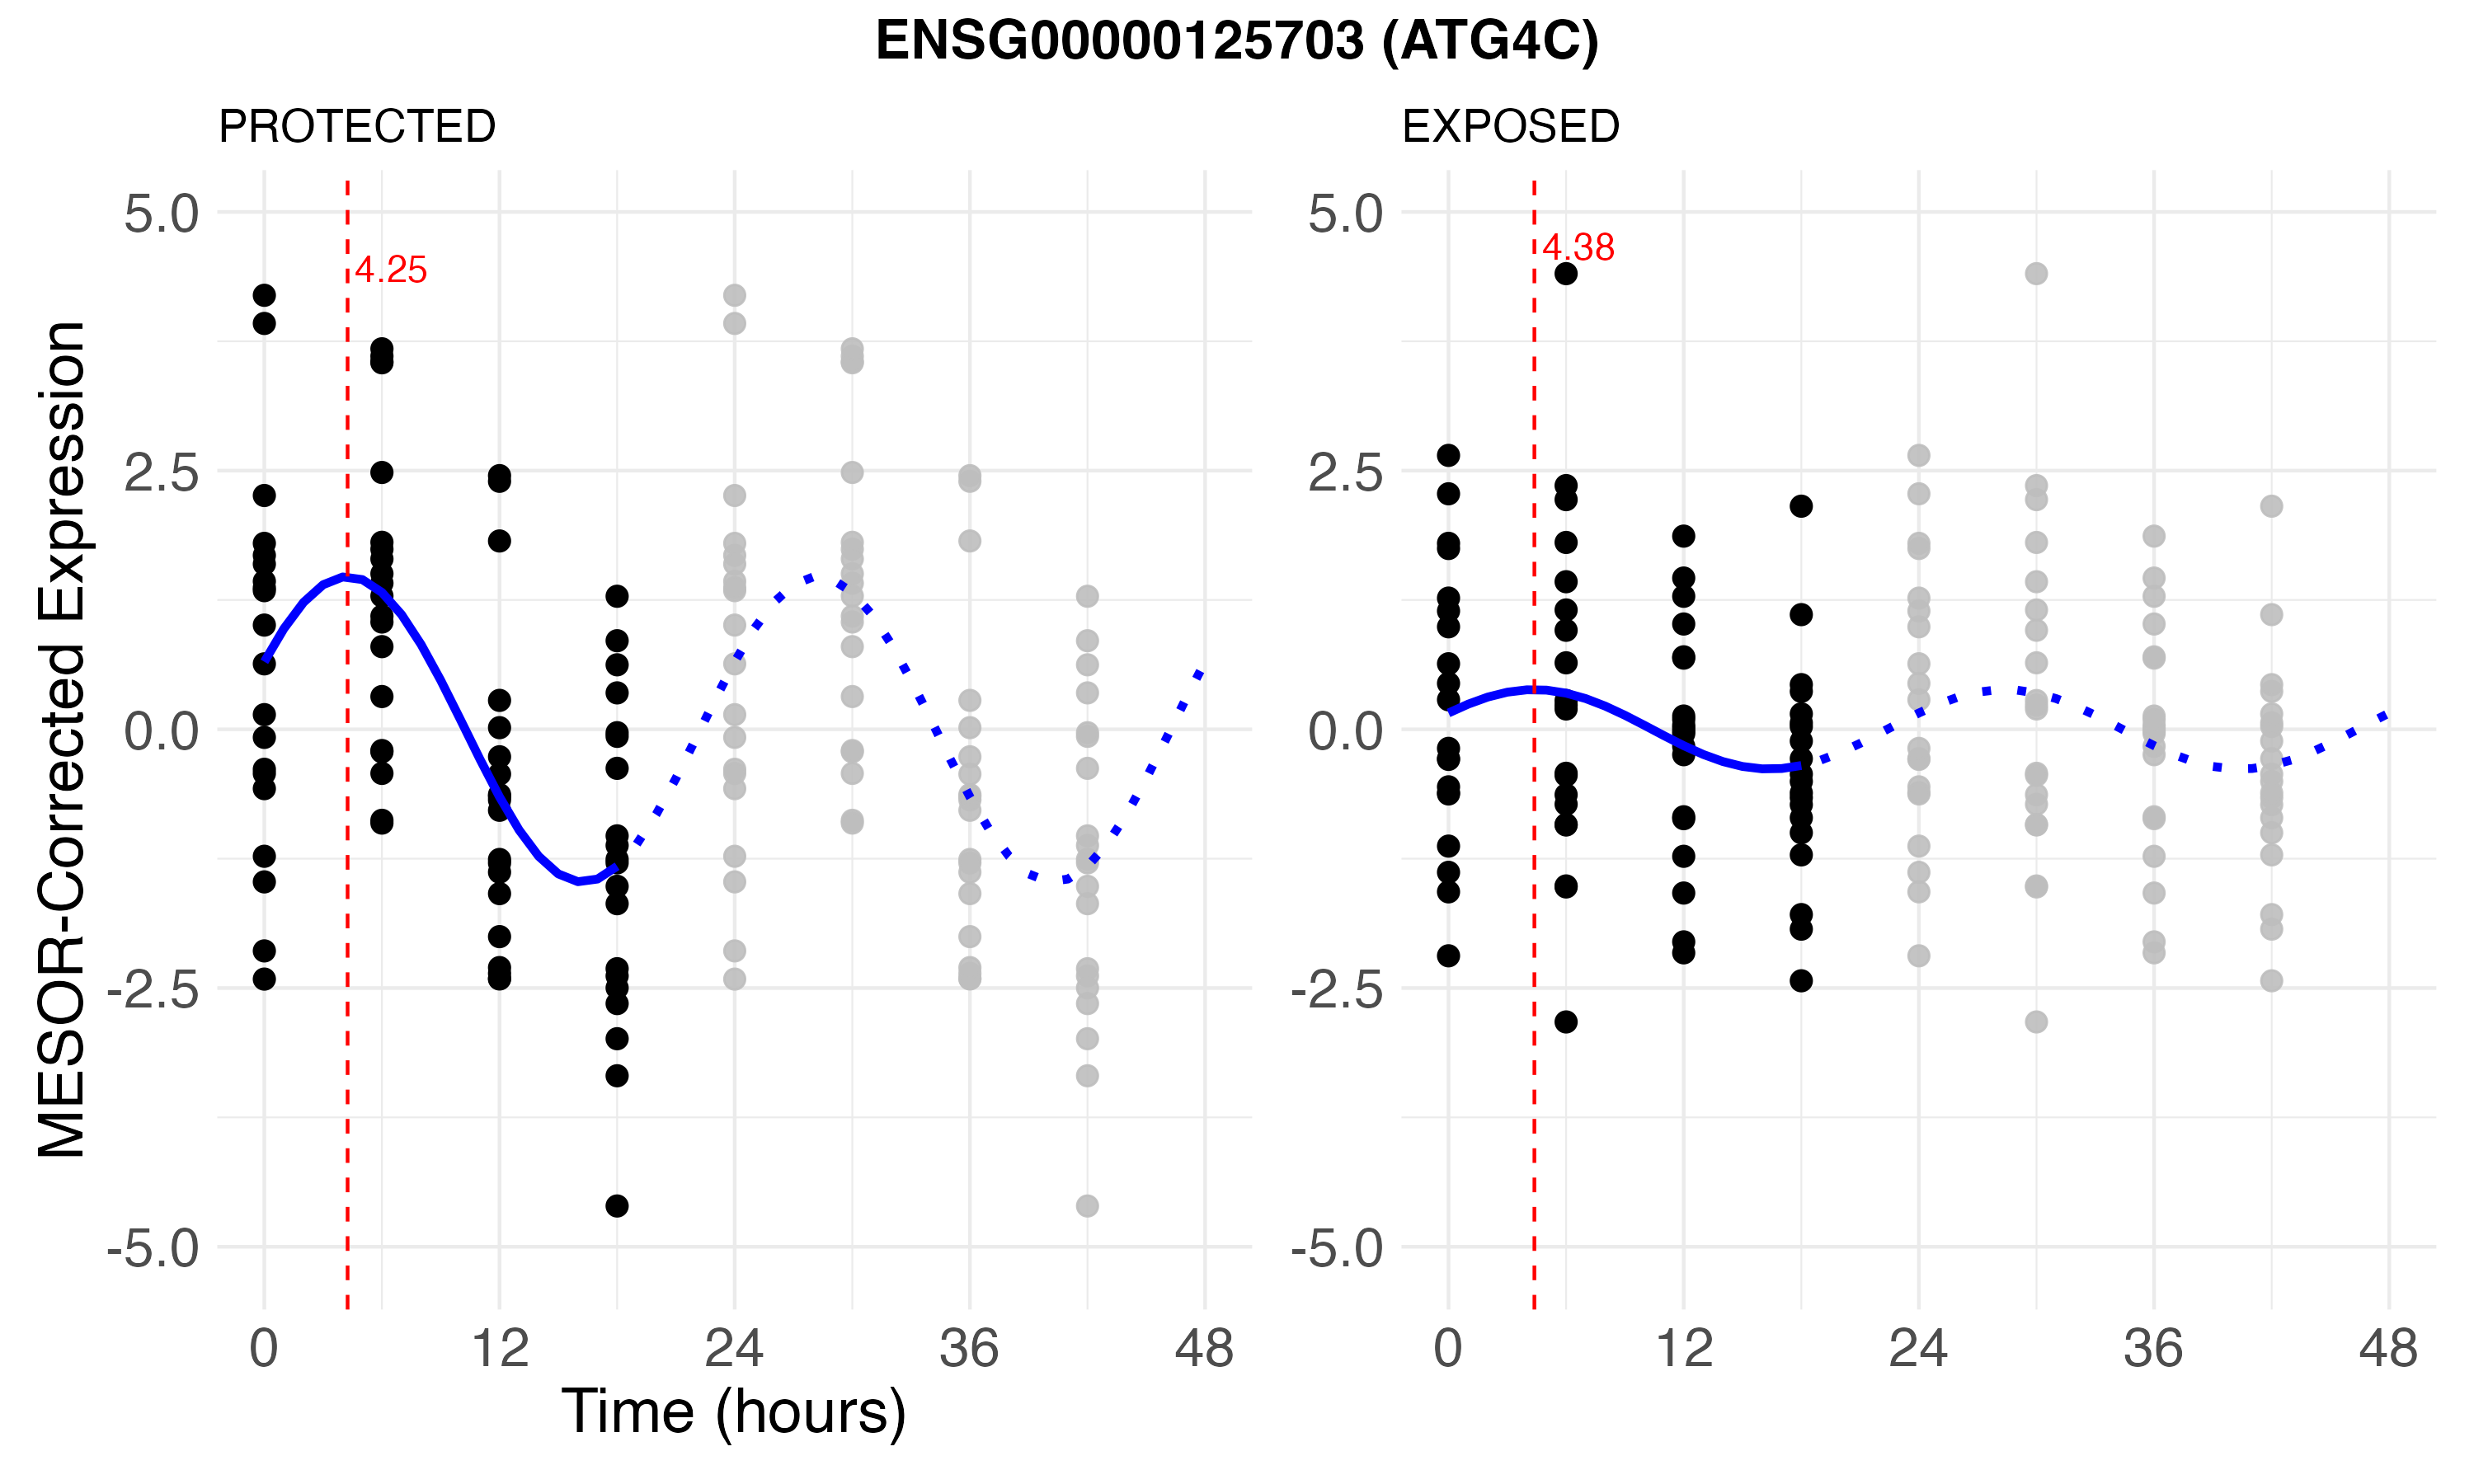 ENSG00000125703 (ATG4C)
PROTECTED
EXPOSED
MESOR-Corrected Expression
5.0
2.5
0.0
-2.5
-5.0
4.25
0 12 24 36 48
Time (hours)
5.0
2.5
0.0
-2.5
-5.0
4.38
0 12 24 36 48